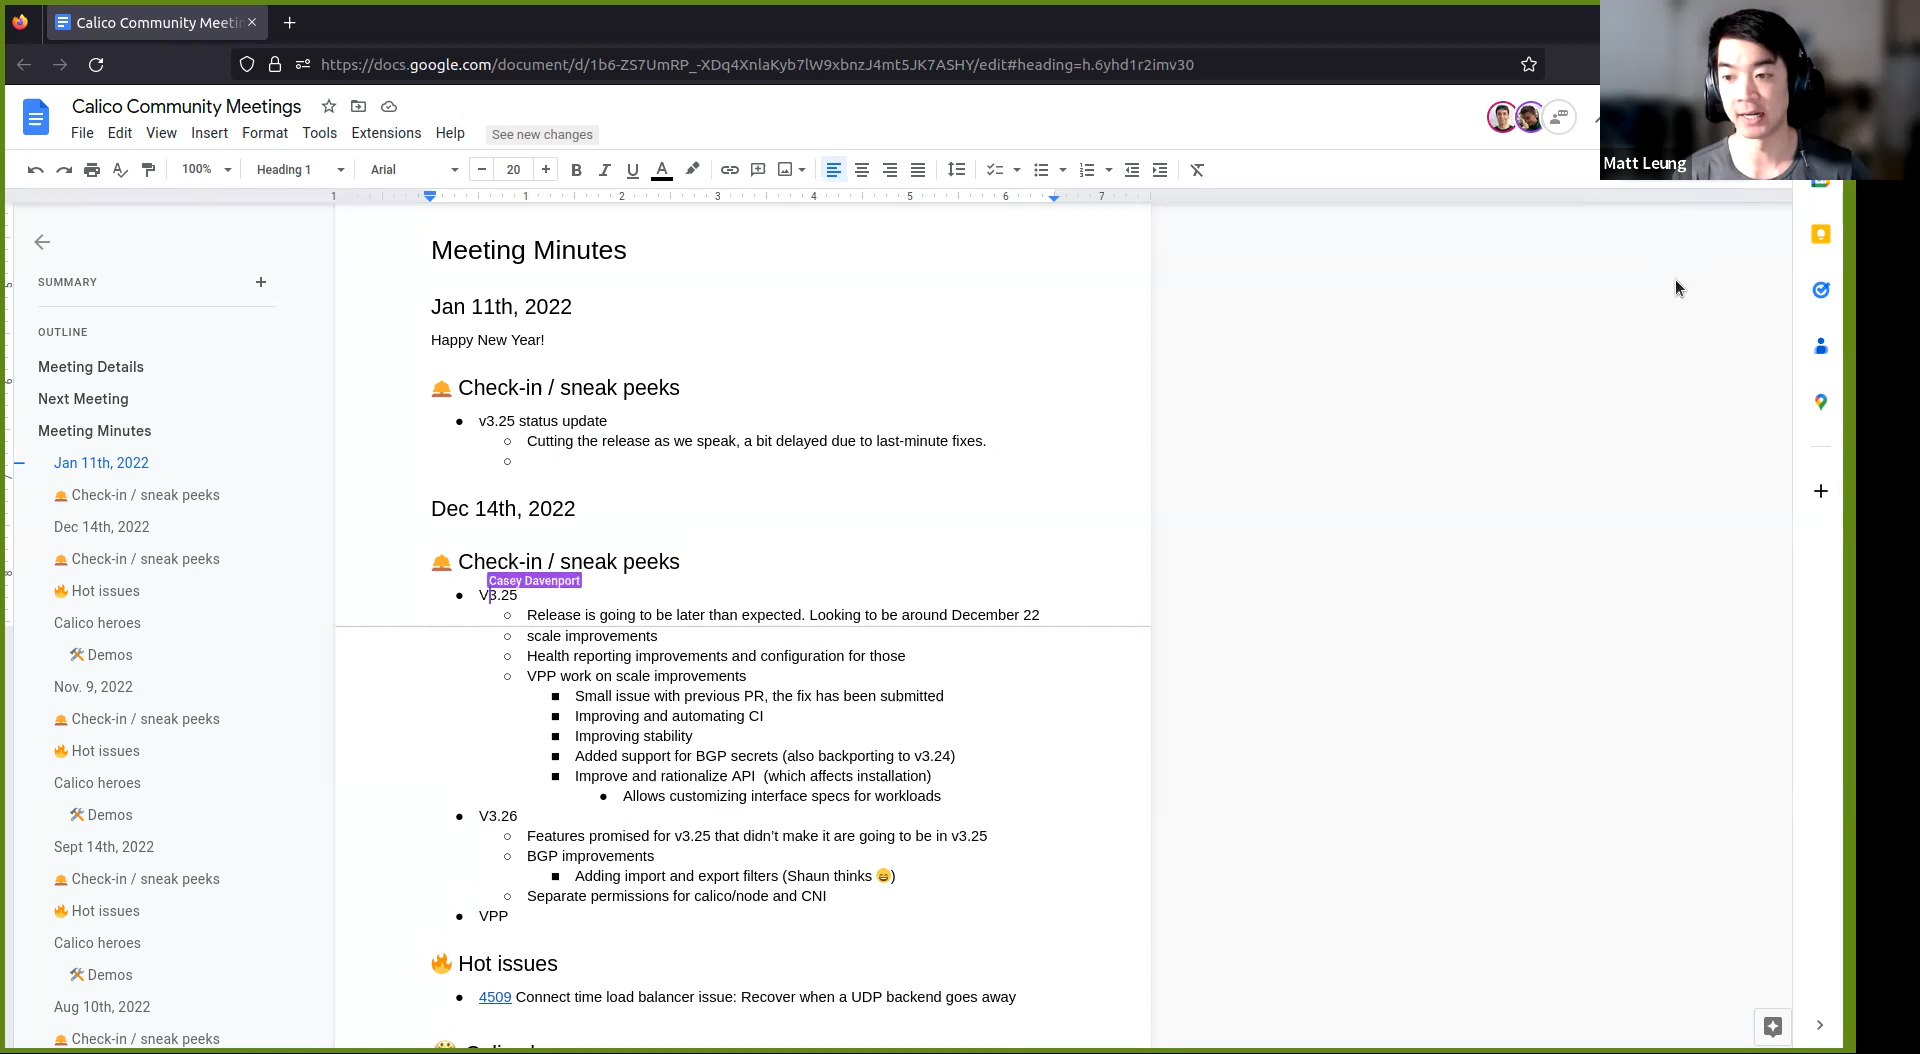 Calico Community Meetin
https://docs.google.com/document/d/1b6-ZS7UmRP_-XDq4XnlaKyb7lW9xbnzJ4mt5JK7ASHY/edit#heading=h.6yhd1r2imv30
Calico Community Meetings
File Edit View Insert Format Tools Extensions Help See new changes
Matt Leung
100% Heading 1 Arial 20
1 1 2 3 4 5 6 7
Meeting Minutes
Jan 11th, 2022
Happy New Year!
Check-in / sneak peeks
● v3.25 status update
○ Cutting the release as we speak, a bit delayed due to last-minute fixes.
○
Dec 14th, 2022
Check-in / sneak peeks
Casey Davenport
● V3.25
○ Release is going to be later than expected. Looking to be around December 22
○ scale improvements
○ Health reporting improvements and configuration for those
○ VPP work on scale improvements
■ Small issue with previous PR, the fix has been submitted
■ Improving and automating CI
■ Improving stability
■ Added support for BGP secrets (also backporting to v3.24)
■ Improve and rationalize API (which affects installation)
● Allows customizing interface specs for workloads
● V3.26
○ Features promised for v3.25 that didn’t make it are going to be in v3.25
○ BGP improvements
■ Adding import and export filters (Shaun thinks 😄)
○ Separate permissions for calico/node and CNI
● VPP
🔥 Hot issues
● 4509 Connect time load balancer issue: Recover when a UDP backend goes away
SUMMARY
OUTLINE
Meeting Details
Next Meeting
Meeting Minutes
Jan 11th, 2022
Check-in / sneak peeks
Dec 14th, 2022
Check-in / sneak peeks
🔥 Hot issues
Calico heroes
🛠 Demos
Nov. 9, 2022
Check-in / sneak peeks
🔥 Hot issues
Calico heroes
🛠 Demos
Sept 14th, 2022
Check-in / sneak peeks
🔥 Hot issues
Calico heroes
🛠 Demos
Aug 10th, 2022
Check-in / sneak peeks